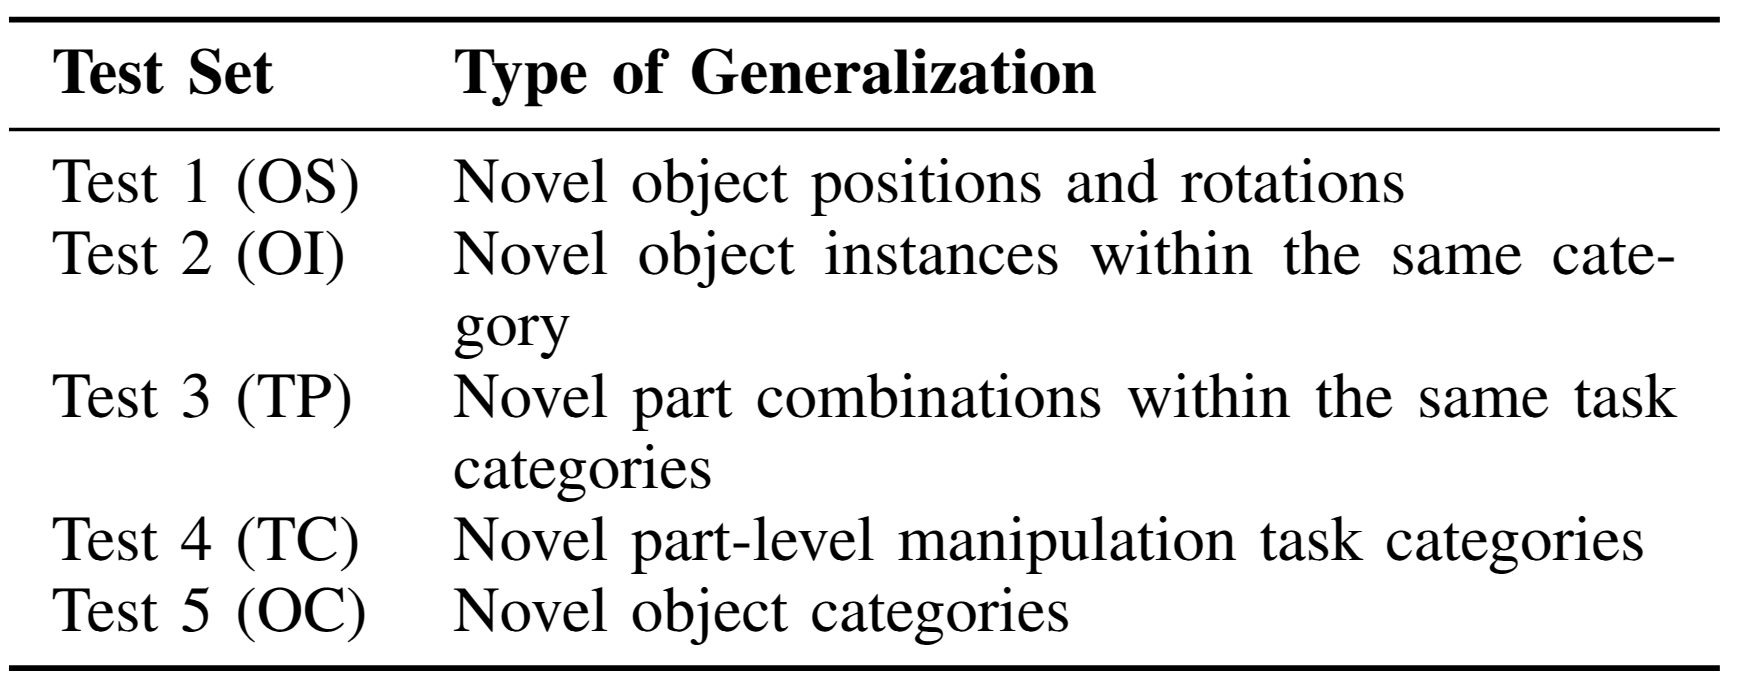 Test Set Type of Generalization
Test 1 (OS) Novel object positions and rotations
Test 2 (OI) Novel object instances within the same cate-
gory
Test 3 (TP) Novel part combinations within the same task
categories
Test 4 (TC) Novel part-level manipulation task categories
Test 5 (OC) Novel object categories